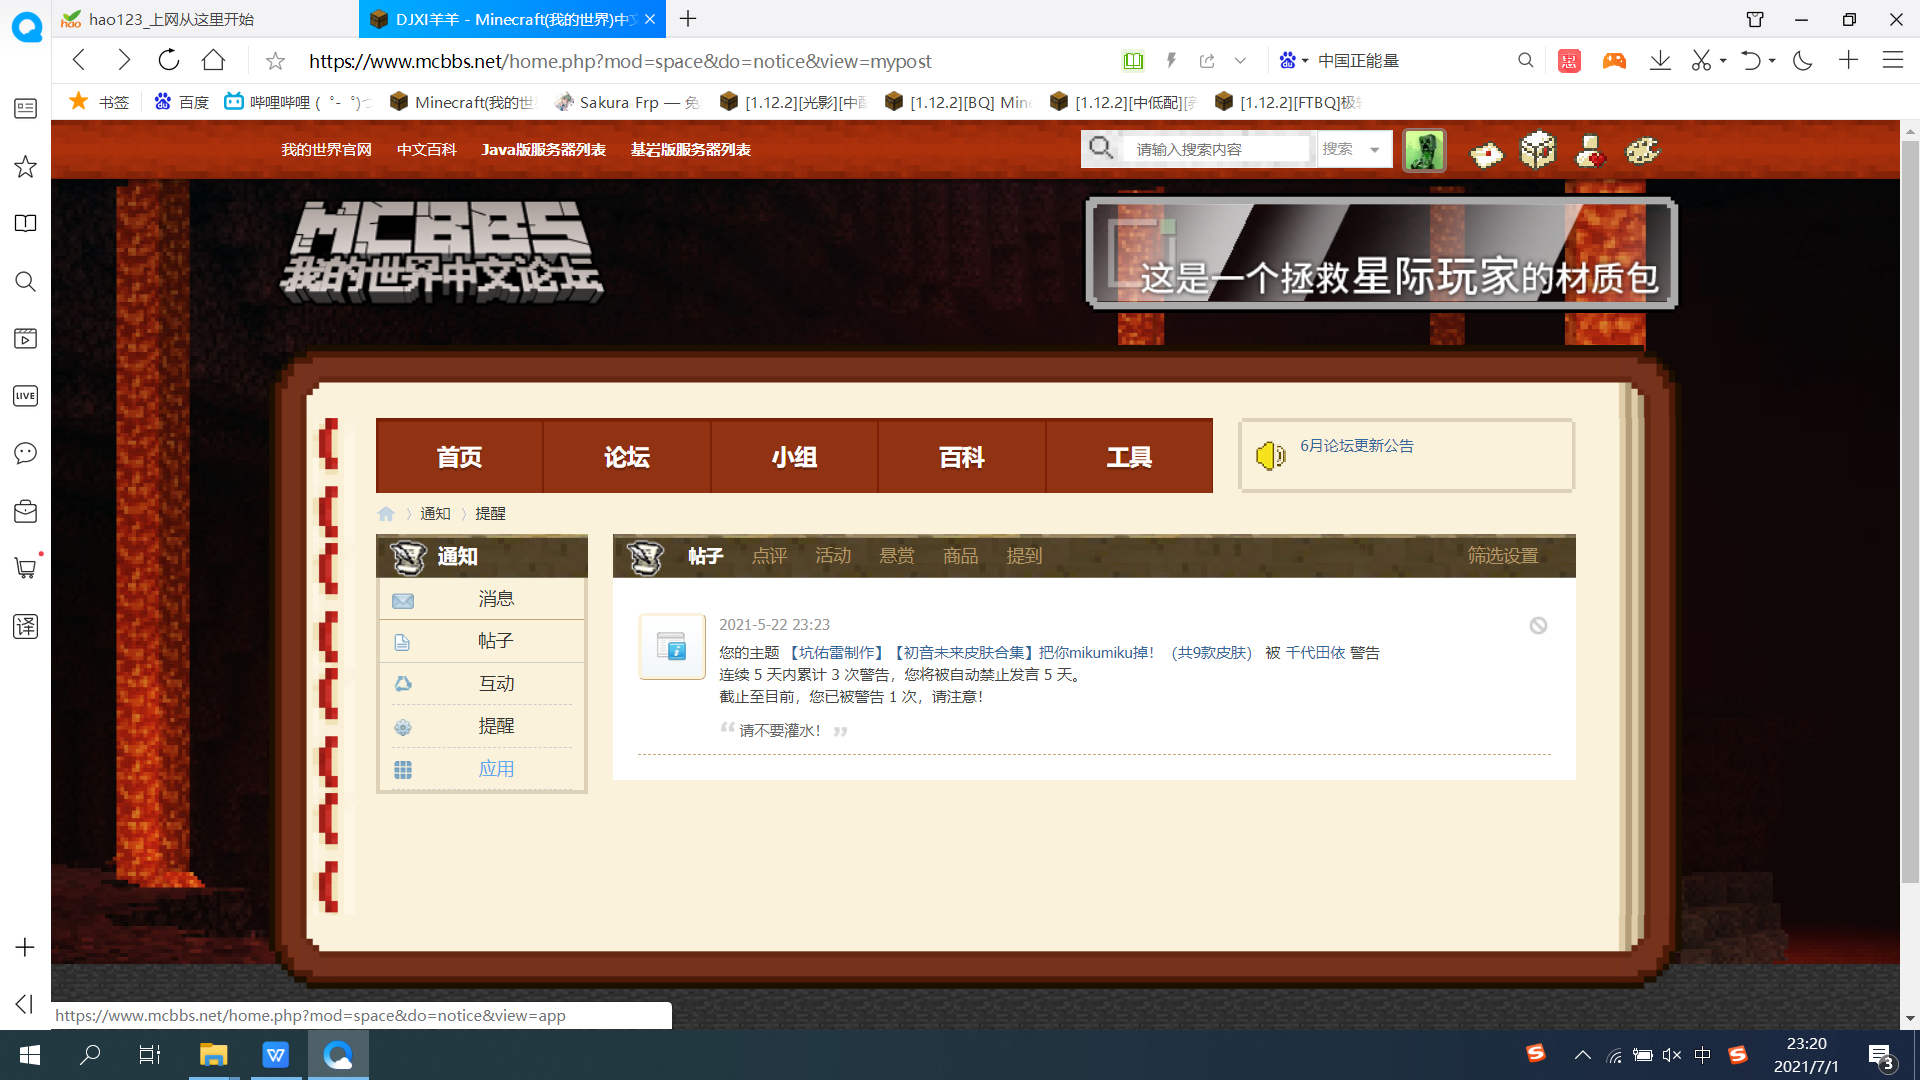 hao123_上网从这里开始
DJXI羊羊 - Minecraft(我的世界)中文
https://www.mcbbs.net/home.php?mod=space&do=notice&view=mypost
中国正能量
惠
书签
百度
哔哩哔哩 ( ゜- ゜)つ
Minecraft(我的世
Sakura Frp — 免
[1.12.2][光影][中配
[1.12.2][BQ] Mine
[1.12.2][中低配]
[1.12.2][FTBQ]极
我的世界官网
中文百科
Java版服务器列表
基岩版服务器列表
请输入搜索内容
搜索
MCBBS
我的世界中文论坛
这是一个拯救星际玩家的材质包
LIVE
译
首页
论坛
小组
百科
工具
6月论坛更新公告
通知
提醒
通知
消息
帖子
互动
提醒
应用
帖子
点评
活动
悬赏
商品
提到
筛选设置
2021-5-22 23:23
您的主题 【坑佑雷制作】【初音未来皮肤合集】把你mikumiku掉！（共9款皮肤） 被 千代田依 警告
连续 5 天内累计 3 次警告，您将被自动禁止发言 5 天。
截止至目前，您已被警告 1 次，请注意！
请不要灌水！
https://www.mcbbs.net/home.php?mod=space&do=notice&view=app
中
23:20
2021/7/1
3